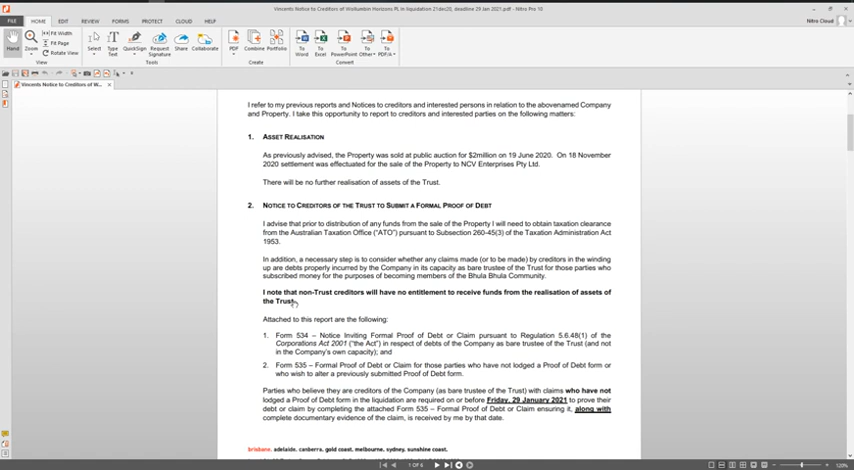 Vincents Notice to Creditors of Wollumbin Horizons PL in liquidation 21dec20, deadline 29 Jan 2021.pdf - Nitro Pro 10
FILE HOME EDIT REVIEW FORMS PROTECT CLOUD HELP
Nitro Cloud
Hand
Zoom
Fit Width
Fit Page
Rotate View
Select
Type Text
QuickSign
Request Signature
Share
Collaborate
PDF
Combine
Portfolio
To Word
To Excel
To PowerPoint
To Other
To PDF/A
View
Tools
Create
Convert
Vincents Notice to Creditors of W...
I refer to my previous reports and Notices to creditors and interested persons in relation to the abovenamed Company
and Property. I take this opportunity to report to creditors and interested parties on the following matters:
1. ASSET REALISATION
As previously advised, the Property was sold at public auction for $2million on 19 June 2020. On 18 November
2020 settlement was effectuated for the sale of the Property to NCV Enterprises Pty Ltd.
There will be no further realisation of assets of the Trust.
2. NOTICE TO CREDITORS OF THE TRUST TO SUBMIT A FORMAL PROOF OF DEBT
I advise that prior to distribution of any funds from the sale of the Property I will need to obtain taxation clearance
from the Australian Taxation Office ("ATO") pursuant to Subsection 260-45(3) of the Taxation Administration Act
1953.
In addition, a necessary step is to consider whether any claims made (or to be made) by creditors in the winding
up are debts properly incurred by the Company in its capacity as bare trustee of the Trust for those parties who
subscribed money for the purposes of becoming members of the Bhula Bhula Community.
I note that non-Trust creditors will have no entitlement to receive funds from the realisation of assets of
the Trust.
Attached to this report are the following:
1. Form 534 – Notice Inviting Formal Proof of Debt or Claim pursuant to Regulation 5.6.48(1) of the
Corporations Act 2001 ("the Act") in respect of debts of the Company as bare trustee of the Trust (and not
in the Company's own capacity); and
2. Form 535 – Formal Proof of Debt or Claim for those parties who have not lodged a Proof of Debt form or
who wish to alter a previously submitted Proof of Debt form.
Parties who believe they are creditors of the Company (as bare trustee of the Trust) with claims who have not
lodged a Proof of Debt form in the liquidation are required on or before Friday, 29 January 2021 to prove their
debt or claim by completing the attached Form 535 – Formal Proof of Debt or Claim ensuring it, along with
complete documentary evidence of the claim, is received by me by that date.
brisbane. adelaide. canberra. gold coast. melbourne. sydney. sunshine coast.
1 OF 6
120%